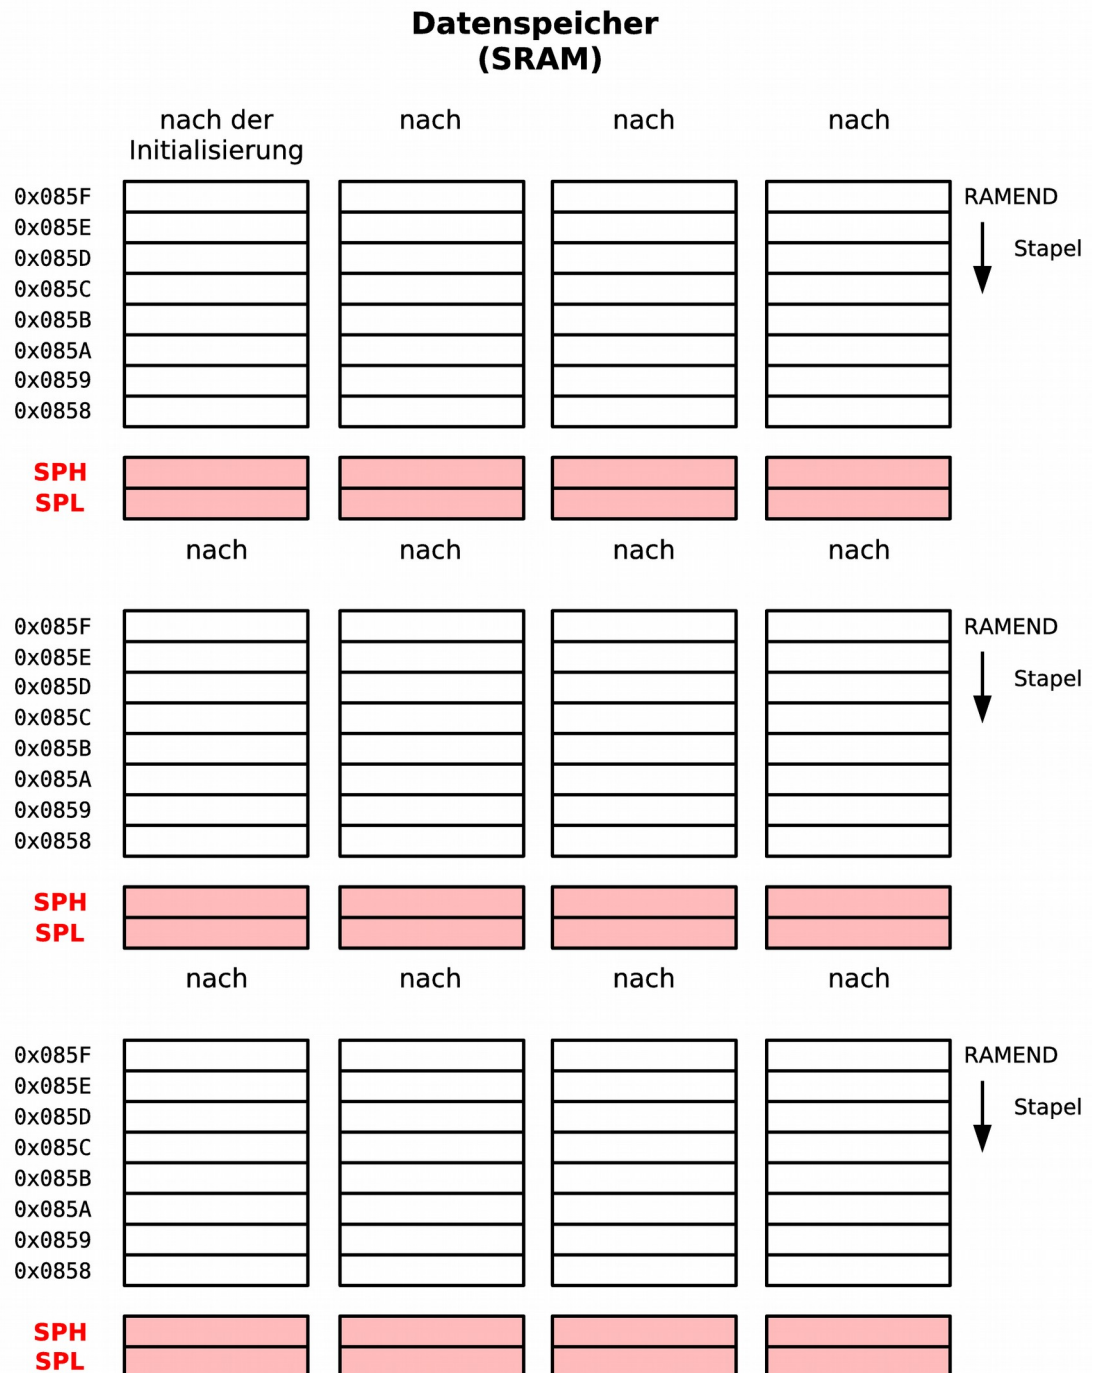 Datenspeicher
(SRAM)
nach der
Initialisierung
nach
nach
nach
0x085F
0x085E
0x085D
0x085C
0x085B
0x085A
0x0859
0x0858
RAMEND
Stapel
SPH
SPL
nach
nach
nach
nach
0x085F
0x085E
0x085D
0x085C
0x085B
0x085A
0x0859
0x0858
RAMEND
Stapel
SPH
SPL
nach
nach
nach
nach
0x085F
0x085E
0x085D
0x085C
0x085B
0x085A
0x0859
0x0858
RAMEND
Stapel
SPH
SPL